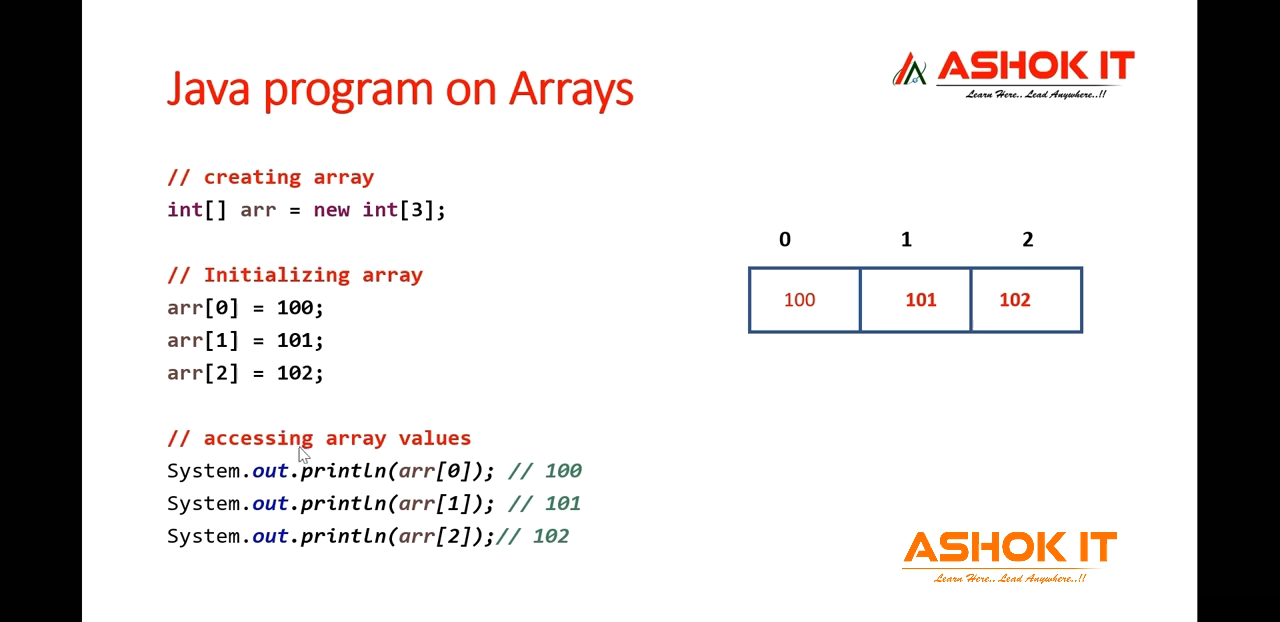 Java program on Arrays
ASHOK IT
Learn Here.. Lead Anywhere..!!
// creating array
int[] arr = new int[3];
// Initializing array
arr[0] = 100;
arr[1] = 101;
arr[2] = 102;
// accessing array values
System.out.println(arr[0]); // 100
System.out.println(arr[1]); // 101
System.out.println(arr[2]);// 102
0 1 2
100 101 102
ASHOK IT
Learn Here.. Lead Anywhere..!!